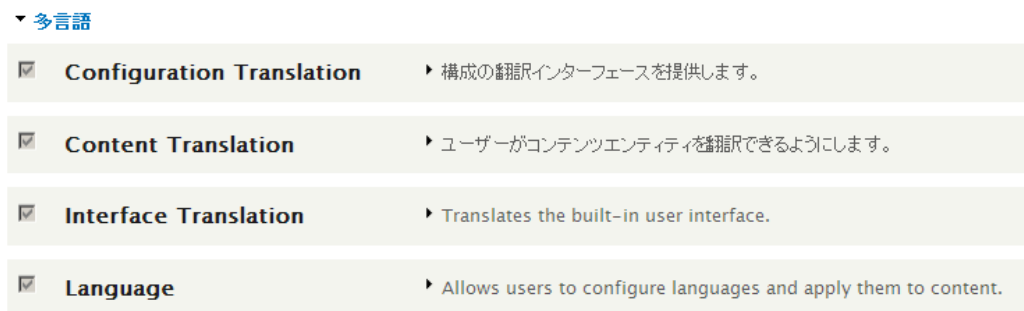 多言語
Configuration Translation 構成の翻訳インターフェースを提供します。
Content Translation ユーザーがコンテンツエンティティを翻訳できるようにします。
Interface Translation Translates the built-in user interface.
Language Allows users to configure languages and apply them to content.